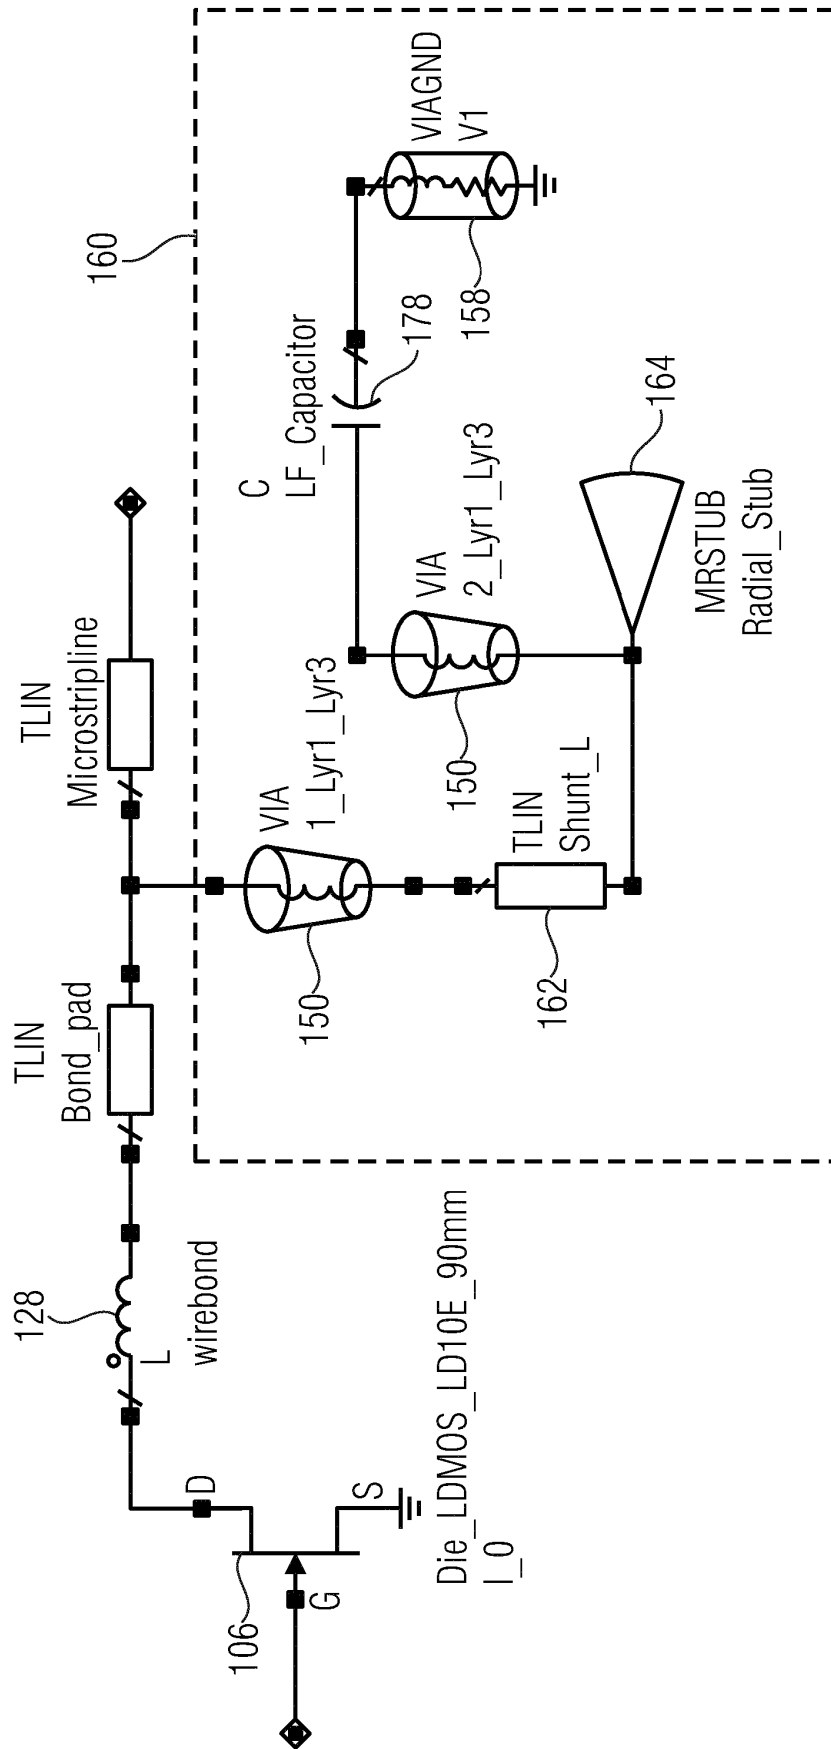 TLIN
Microstripline
TLIN
Bond_pad
128
L
wirebond
D
S
G
106
Die_LDMOS_LD10E_90mm
I_0
160
VIA
1_Lyr1_Lyr3
150
TLIN
Shunt_L
162
VIA
2_Lyr1_Lyr3
150
C
LF_Capacitor
178
VIAGND
V1
158
MRSTUB
Radial_Stub
164